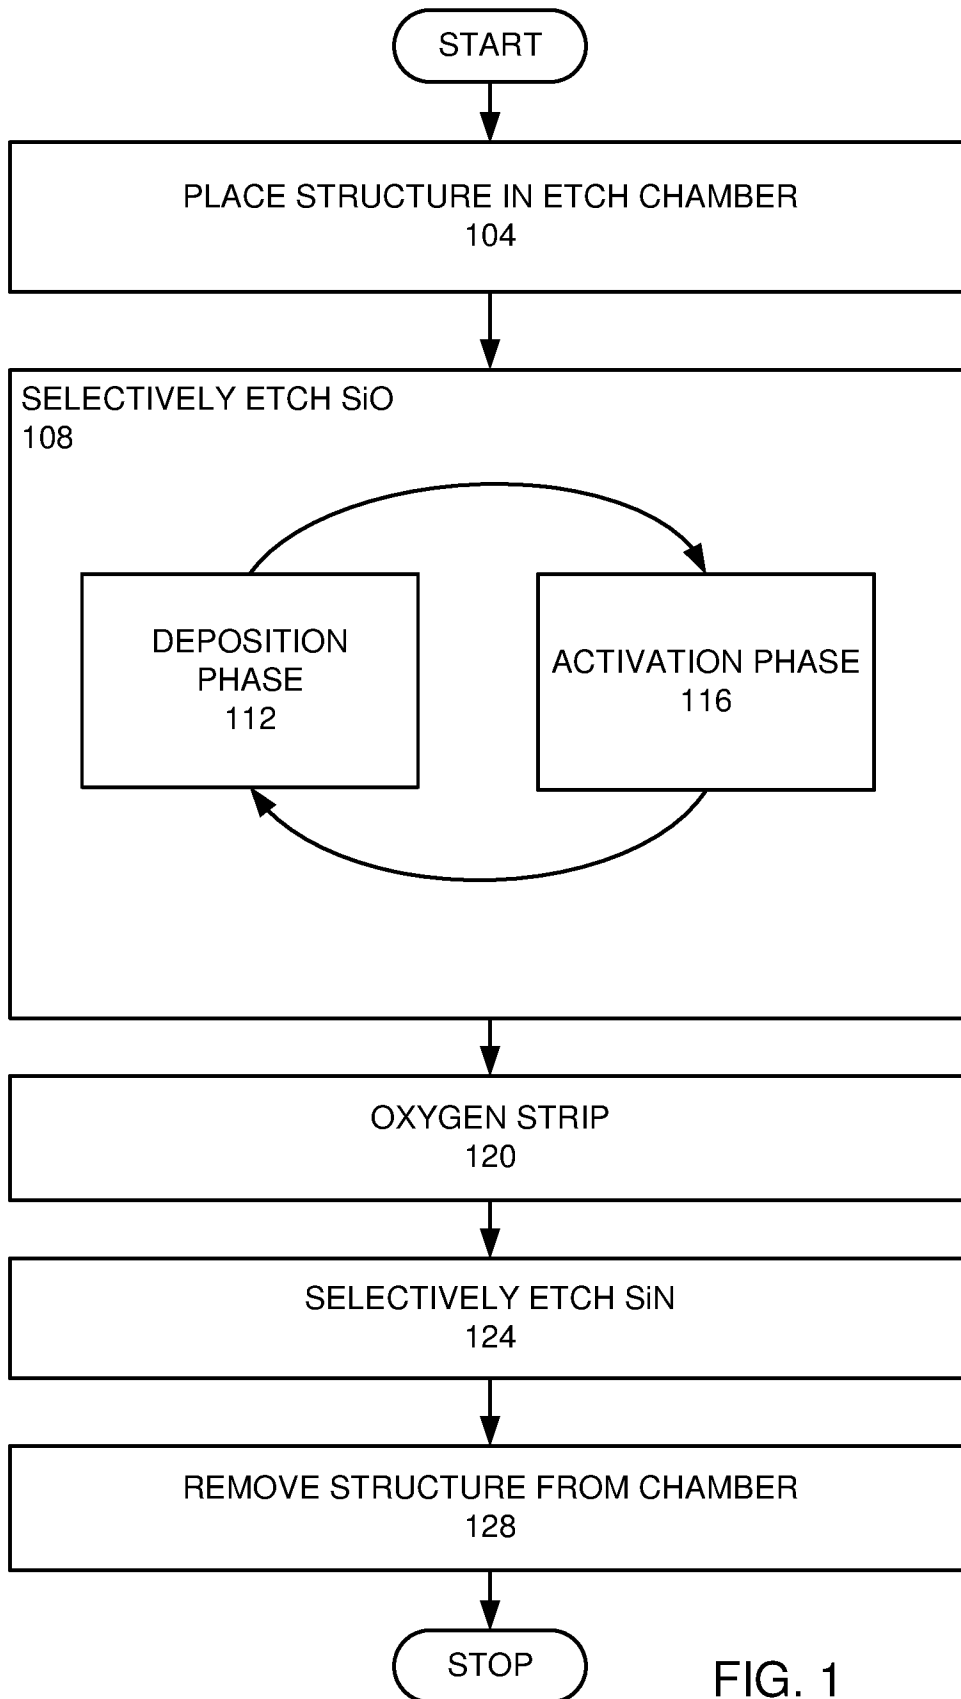 START
PLACE STRUCTURE IN ETCH CHAMBER
104
SELECTIVELY ETCH SiO
108
DEPOSITION
PHASE
112
ACTIVATION PHASE
116
OXYGEN STRIP
120
SELECTIVELY ETCH SiN
124
REMOVE STRUCTURE FROM CHAMBER
128
STOP
FIG. 1